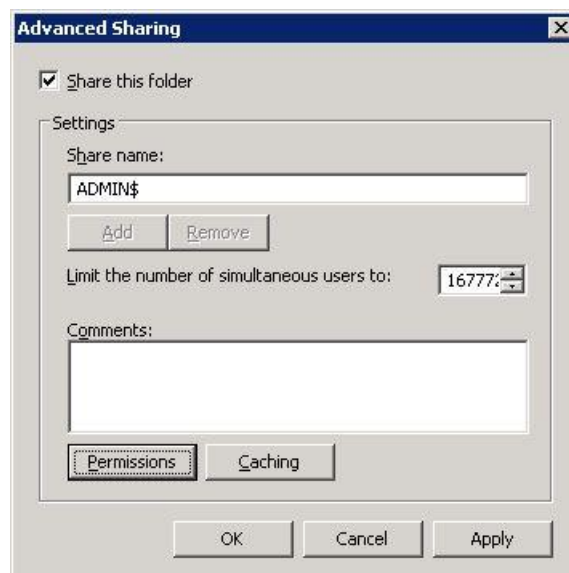 Advanced Sharing
Share this folder
Settings
Share name:
ADMIN$
Add Remove
Limit the number of simultaneous users to: 16777
Comments:
Permissions Caching
OK Cancel Apply